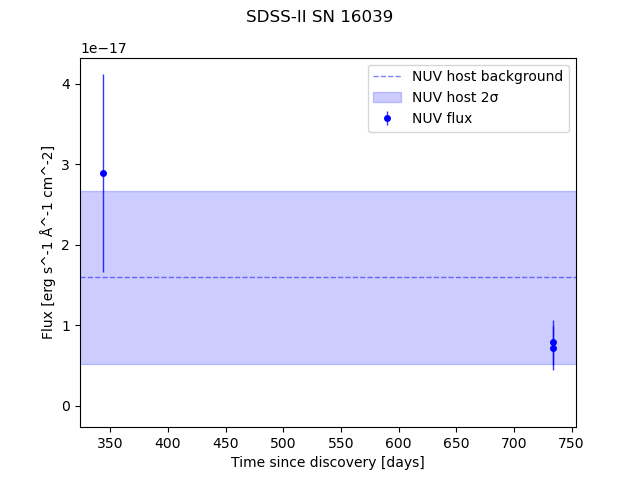 SDSS-II SN 16039
1e−17
NUV host background
NUV host 2σ
NUV flux
4
3
2
1
0
Flux [erg s^-1 Å^-1 cm^-2]
350 400 450 500 550 600 650 700 750
Time since discovery [days]